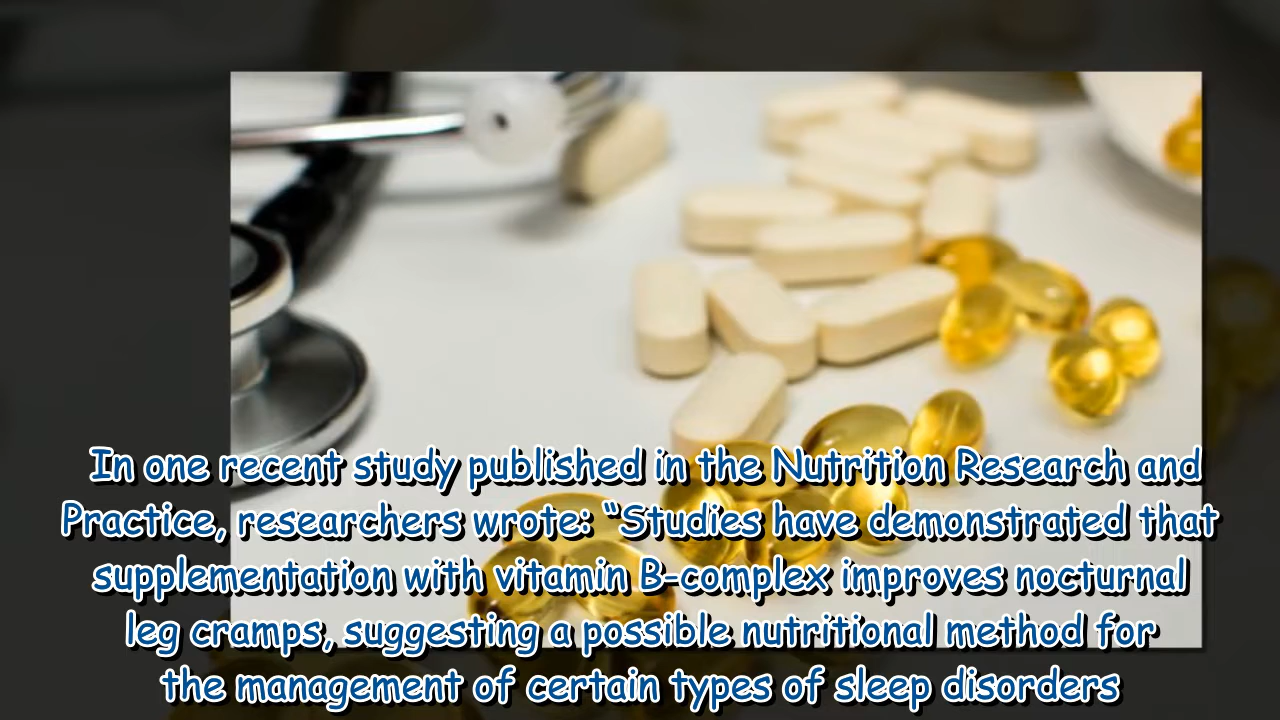 In one recent study published in the Nutrition Research and
Practice, researchers wrote: “Studies have demonstrated that
supplementation with vitamin B-complex improves nocturnal
leg cramps, suggesting a possible nutritional method for
the management of certain types of sleep disorders